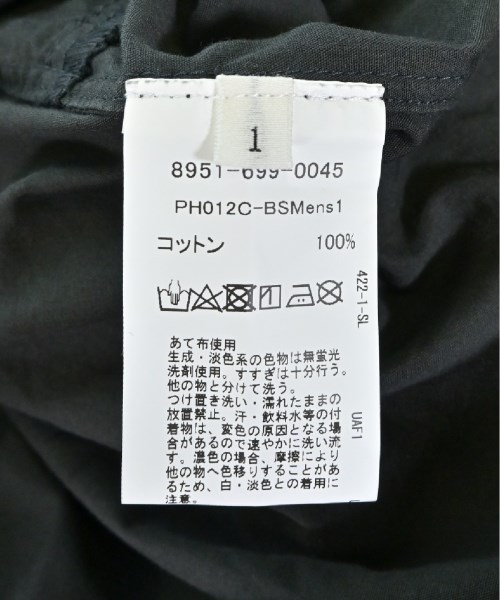 1
8951-699-0045
PH012C-BSMens1
コットン 100%
あて布使用
生成・淡色系の色物は無蛍光
洗剤使用。すすぎは十分行う。
他の物と分けて洗う。
つけ置き洗い・濡れたままの
放置禁止。汗・飲料水等の付
着物は、変色の原因となる場
合があるので速やかに洗い流
す。濃色の場合、摩擦により
他の物へ色移りすることがあ
るため、白・淡色との着用に
注意。
422-1-SL
UAF1